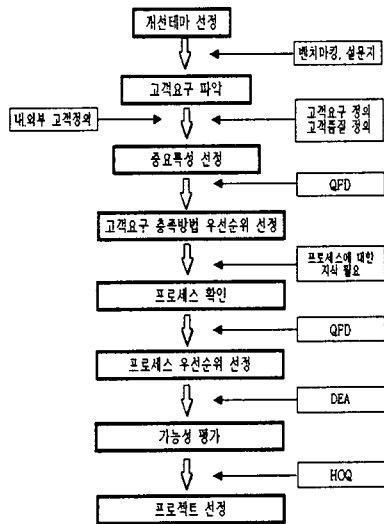 개선테마 선정
벤치마킹, 설문지
고객요구 파악
내,외부 고객정의
고객요구 정의
고객품질 정의
중요특성 선정
QFD
고객요구 충족방법 우선순위 선정
프로세스에 대한
지식 필요
프로세스 확인
QFD
프로세스 우선순위 선정
DEA
가능성 평가
HOQ
프로젝트 선정